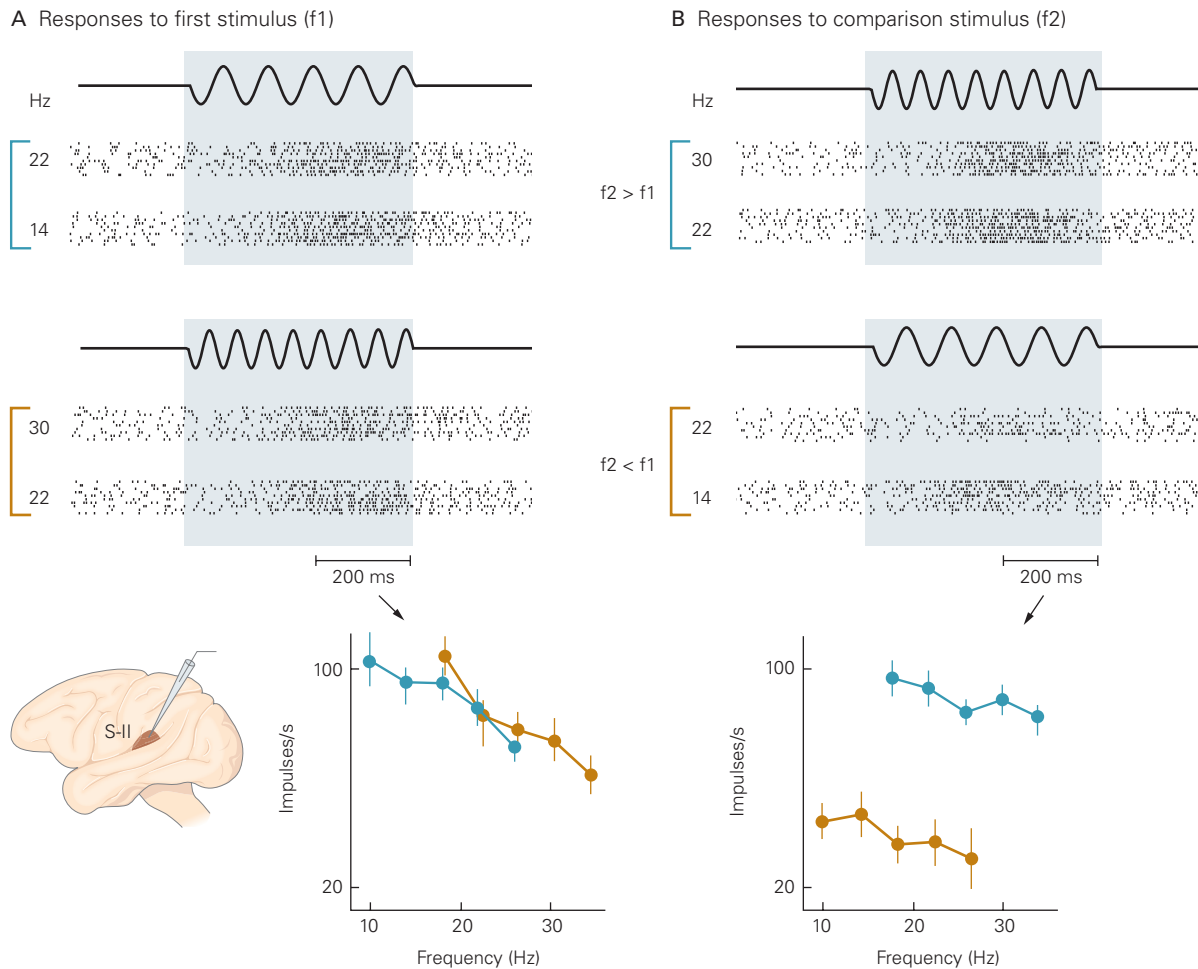 A Responses to first stimulus (f1)
Hz
22
14
30
22
200 ms
S-II
Impulses/s
100
20
10 20 30
Frequency (Hz)
B Responses to comparison stimulus (f2)
Hz
f2 > f1
30
22
f2 < f1
22
14
200 ms
Impulses/s
100
20
10 20 30
Frequency (Hz)